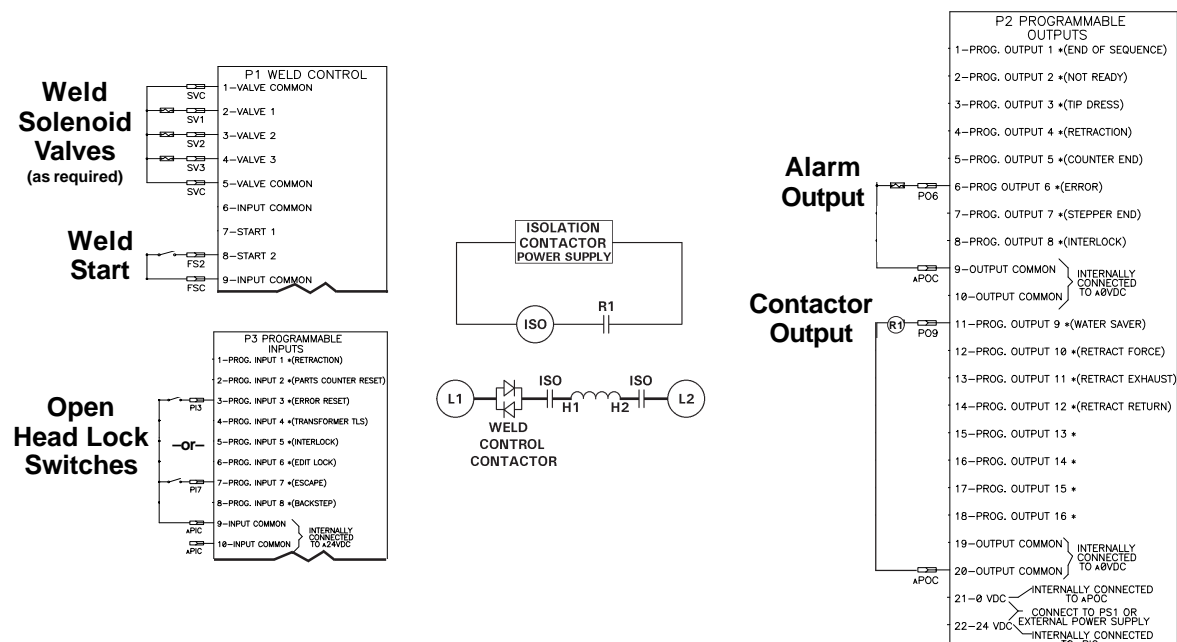 Weld
Solenoid
Valves
(as required)
Weld
Start
P1 WELD CONTROL
1-VALVE COMMON
SVC
2-VALVE 1
SV1
3-VALVE 2
SV2
4-VALVE 3
SV3
5-VALVE COMMON
SVC
6-INPUT COMMON
7-START 1
8-START 2
FS2
9-INPUT COMMON
FSC
Open
Head Lock
Switches
P3 PROGRAMMABLE
INPUTS
1-PROG. INPUT 1 *(RETRACTION)
2-PROG. INPUT 2 *(PARTS COUNTER RESET)
3-PROG. INPUT 3 *(ERROR RESET)
PI3
4-PROG. INPUT 4 *(TRANSFORMER TLS)
-or-
5-PROG. INPUT 5 *(INTERLOCK)
6-PROG. INPUT 6 *(EDIT LOCK)
7-PROG. INPUT 7 *(ESCAPE)
PI7
8-PROG. INPUT 8 *(BACKSTEP)
9-INPUT COMMON
APIC
10-INPUT COMMON
APIC
INTERNALLY
CONNECTED
TO A24VDC
ISOLATION
CONTACTOR
POWER SUPPLY
ISO
R1
L1
ISO
H1
H2
ISO
L2
WELD
CONTROL
CONTACTOR
Alarm
Output
Contactor
Output
P2 PROGRAMMABLE
OUTPUTS
1-PROG. OUTPUT 1 *(END OF SEQUENCE)
2-PROG. OUTPUT 2 *(NOT READY)
3-PROG. OUTPUT 3 *(TIP DRESS)
4-PROG. OUTPUT 4 *(RETRACTION)
5-PROG. OUTPUT 5 *(COUNTER END)
6-PROG OUTPUT 6 *(ERROR)
PO6
7-PROG. OUTPUT 7 *(STEPPER END)
8-PROG. OUTPUT 8 *(INTERLOCK)
9-OUTPUT COMMON
APOC
10-OUTPUT COMMON
INTERNALLY
CONNECTED
TO A0VDC
11-PROG. OUTPUT 9 *(WATER SAVER)
R1
PO9
12-PROG. OUTPUT 10 *(RETRACT FORCE)
13-PROG. OUTPUT 11 *(RETRACT EXHAUST)
14-PROG. OUTPUT 12 *(RETRACT RETURN)
15-PROG. OUTPUT 13 *
16-PROG. OUTPUT 14 *
17-PROG. OUTPUT 15 *
18-PROG. OUTPUT 16 *
19-OUTPUT COMMON
20-OUTPUT COMMON
APOC
INTERNALLY
CONNECTED
TO A0VDC
21-0 VDC
INTERNALLY CONNECTED
TO APOC
CONNECT TO PS1 OR
EXTERNAL POWER SUPPLY
22-24 VDC
INTERNALLY CONNECTED